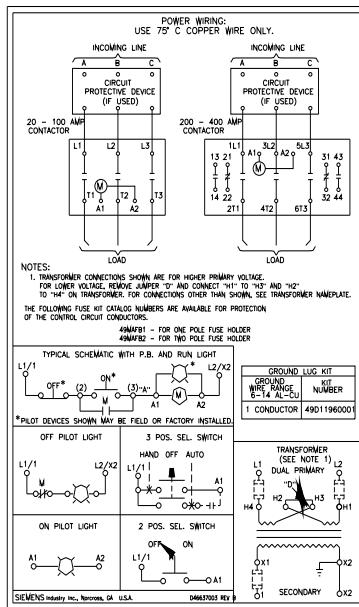 POWER WIRING:
USE 75° C COPPER WIRE ONLY.
INCOMING LINE
A B C
CIRCUIT
PROTECTIVE DEVICE
(IF USED)
20 - 100 AMP
CONTACTOR
L1 L2 L3
M
T1 T2 T3
A1 A2
LOAD
INCOMING LINE
A B C
CIRCUIT
PROTECTIVE DEVICE
(IF USED)
200 - 400 AMP
CONTACTOR
1L1 3L2 5L3
13 21 A1 A2 31 43
M
14 22 32 44
2T1 4T2 6T3
LOAD
NOTES:
1. TRANSFORMER CONNECTIONS SHOWN ARE FOR HIGHER PRIMARY VOLTAGE.
FOR LOWER VOLTAGE, REMOVE JUMPER "D" AND CONNECT "H1" TO "H3" AND "H2"
TO "H4" ON TRANSFORMER. FOR CONNECTIONS OTHER THAN SHOWN, SEE TRANSFORMER NAMEPLATE.
THE FOLLOWING FUSE KIT CATALOG NUMBERS ARE AVAILABLE FOR PROTECTION
OF THE CONTROL CIRCUIT CONDUCTORS.
49MAFB1 - FOR ONE POLE FUSE HOLDER
49MAFB2 - FOR TWO POLE FUSE HOLDER
TYPICAL SCHEMATIC WITH P.B. AND RUN LIGHT
L1/1 L2/X2
OFF* (2) ON* (3)"A" A1 M A2
M
*PILOT DEVICES SHOWN MAY BE FIELD OR FACTORY INSTALLED.
GROUND LUG KIT
GROUND WIRE RANGE 6-14 AL-CU
KIT NUMBER
1 CONDUCTOR 49D11960001
OFF PILOT LIGHT
L1/1 L2/X2
M
3 POS. SEL. SWITCH
HAND OFF AUTO
L1/1 A1
ON PILOT LIGHT
A1 A2
2 POS. SEL. SWITCH
OFF ON
L1/1
A1
TRANSFORMER
(SEE NOTE 1)
L1 DUAL PRIMARY L2
"D"
H4 H2 H3 H1
X1 X2
L1 SECONDARY X2
SIEMENS Industry Inc., Norcross, GA U.S.A. D46637003 REV 9